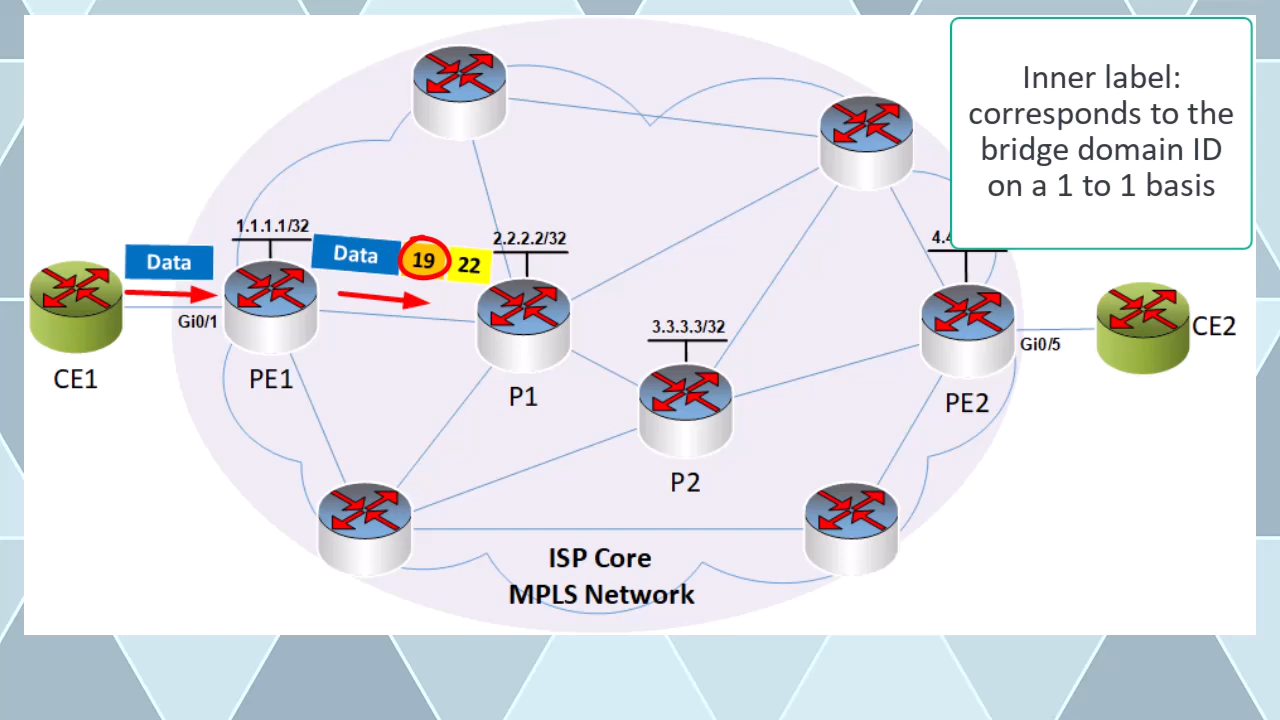 Inner label:
corresponds to the
bridge domain ID
on a 1 to 1 basis
1.1.1.1/32
Data
Data
19
22
2.2.2.2/32
4.4
Gi0/1
3.3.3.3/32
Gi0/5
CE2
CE1
PE1
P1
PE2
P2
ISP Core
MPLS Network